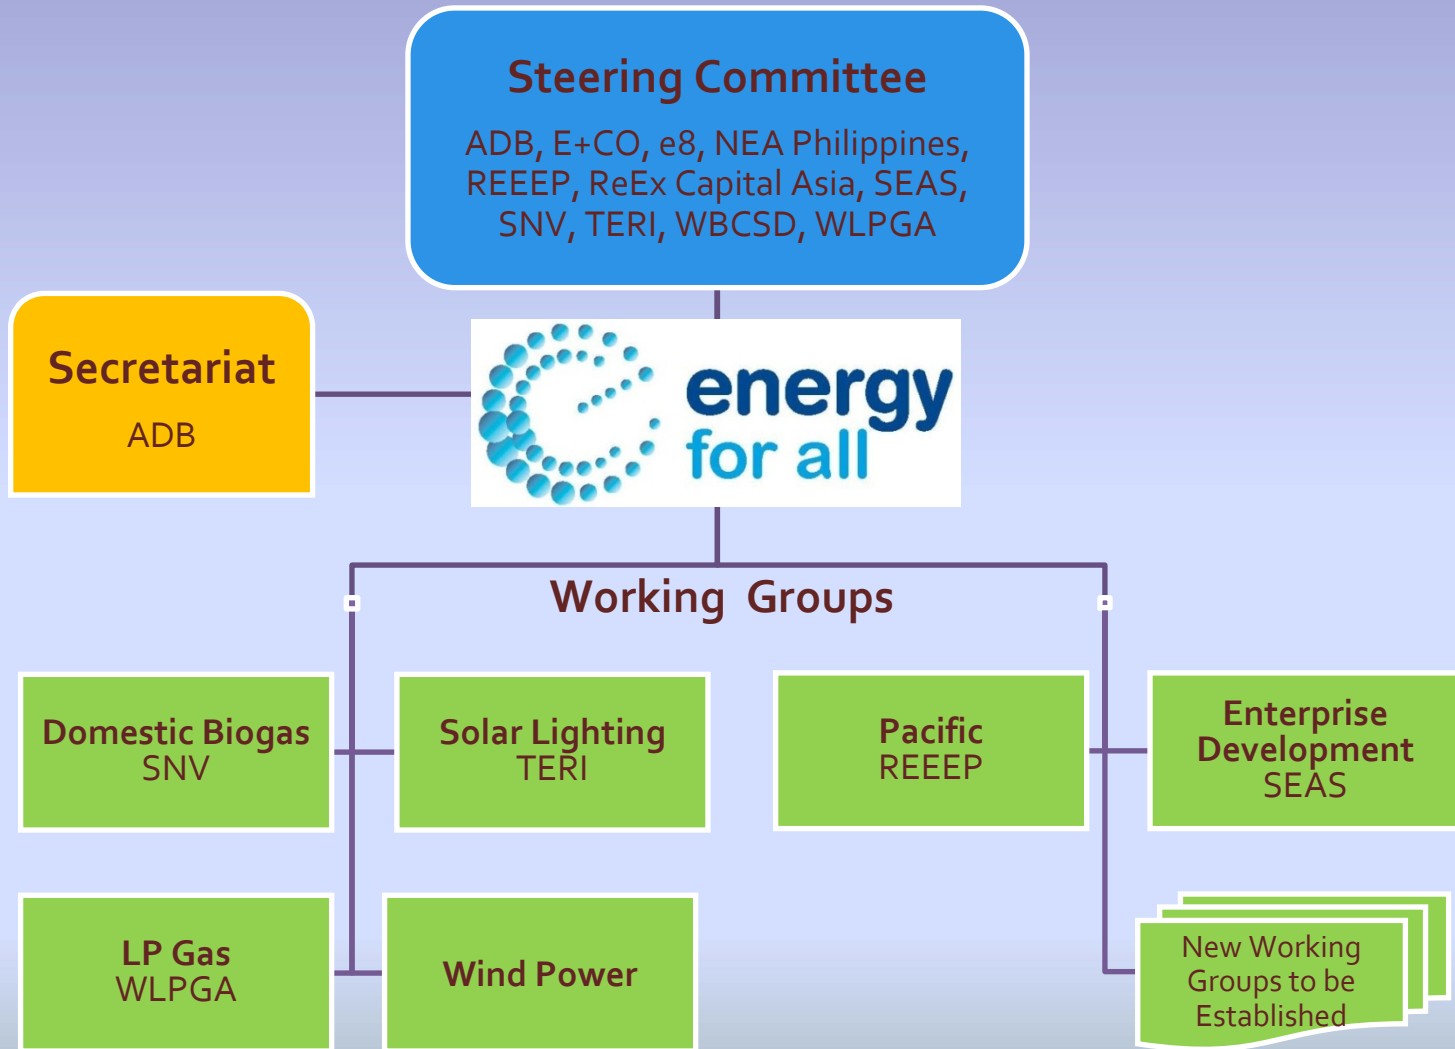 Steering Committee
ADB, E+CO, e8, NEA Philippines,
REEEP, ReEx Capital Asia, SEAS,
SNV, TERI, WBCSD, WLPGA
Secretariat
ADB
energy
for all
Working Groups
Domestic Biogas
SNV
Solar Lighting
TERI
Pacific
REEEP
Enterprise
Development
SEAS
LP Gas
WLPGA
Wind Power
New Working
Groups to be
Established